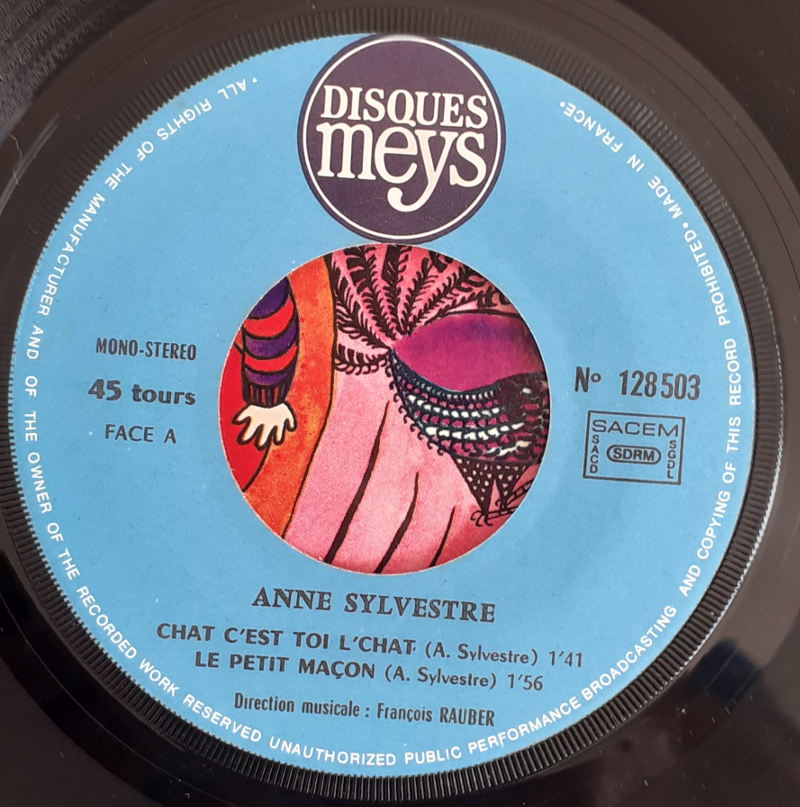 DISQUES
meys
• ALL RIGHTS OF THE MANUFACTURER AND OF THE OWNER OF THE RECORDED WORK RESERVED UNAUTHORIZED PUBLIC PERFORMANCE BROADCASTING AND COPYING OF THIS RECORD PROHIBITED • MADE IN FRANCE •
MONO-STEREO
45 tours
FACE A
Nº 128503
SACEM
SACD
SDRM
SGDL
ANNE SYLVESTRE
CHAT C'EST TOI L'CHAT (A. Sylvestre) 1'41
LE PETIT MAÇON (A. Sylvestre) 1'56
Direction musicale : François RAUBER